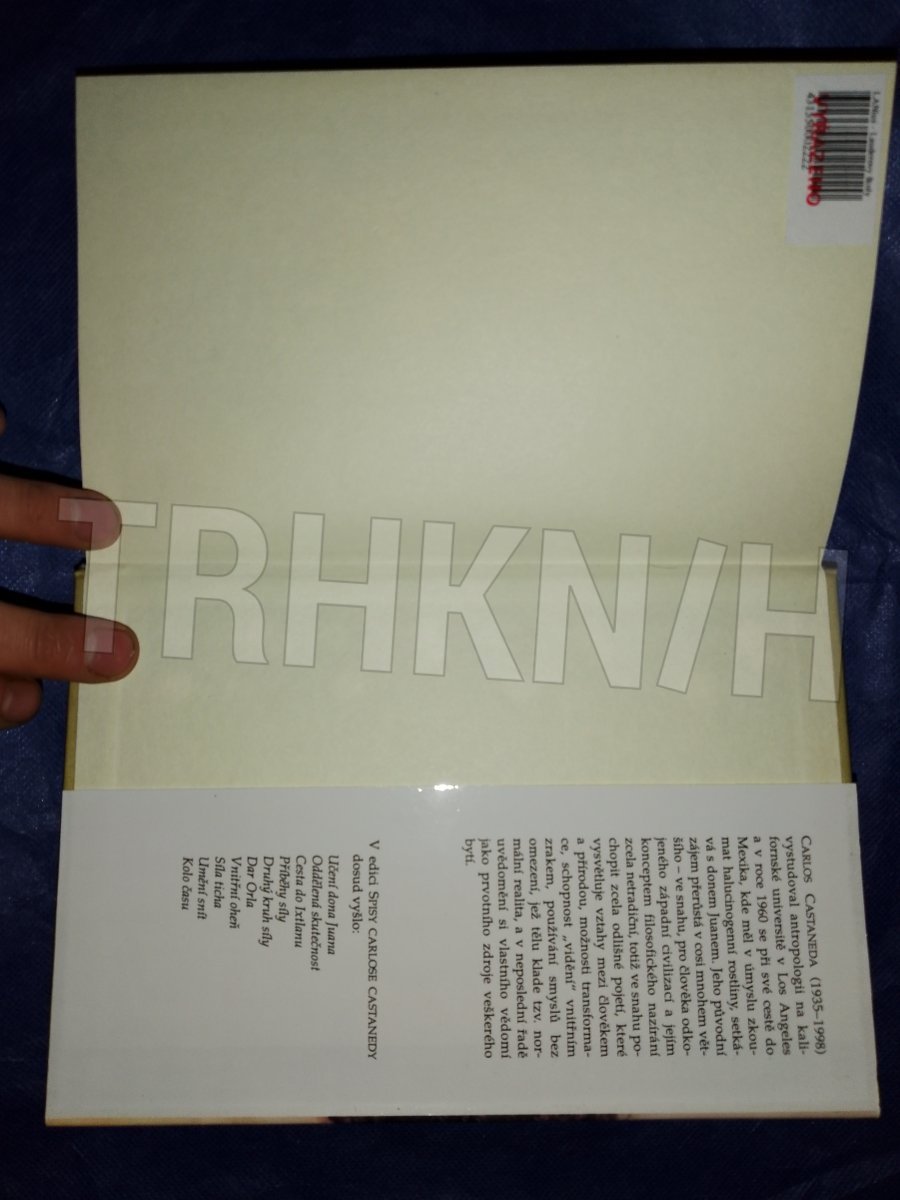 LANius - Lanškroun, školy
VYŘAZENO
TRHKN/H
CARLOS CASTANEDA (1935–1998)
vystudoval antropologii na kali-
fornské universitě v Los Angeles
a v roce 1960 se při své cestě do
Mexika, kde měl v úmyslu zkou-
mat halucinogenní rostliny, setká-
vá s donem Juanem. Jeho původní
zájem přerůstá v cosi mnohem vět-
šího – ve snahu, pro člověka odko-
jeného západní civilizací a jejím
konceptem filosofického nazírání
zcela netradiční, totiž ve snahu po-
chopit zcela odlišné pojetí, které
vysvětluje vztahy mezi člověkem
a přírodou, možnosti transforma-
ce, schopnost „vidění“ vnitřním
zrakem, používání smyslů bez
omezení, jež tělu klade tzv. nor-
mální realita, a v neposlední řadě
uvědomění si vlastního vědomí
jako prvotního zdroje veškerého
bytí.
V edici SPISY CARLOSE CASTANEDY
dosud vyšlo:
Učení dona Juana
Oddělená skutečnost
Cesta do Ixtlanu
Příběhy síly
Druhý kruh síly
Dar Orla
Vnitřní oheň
Síla ticha
Umění snít
Kolo času